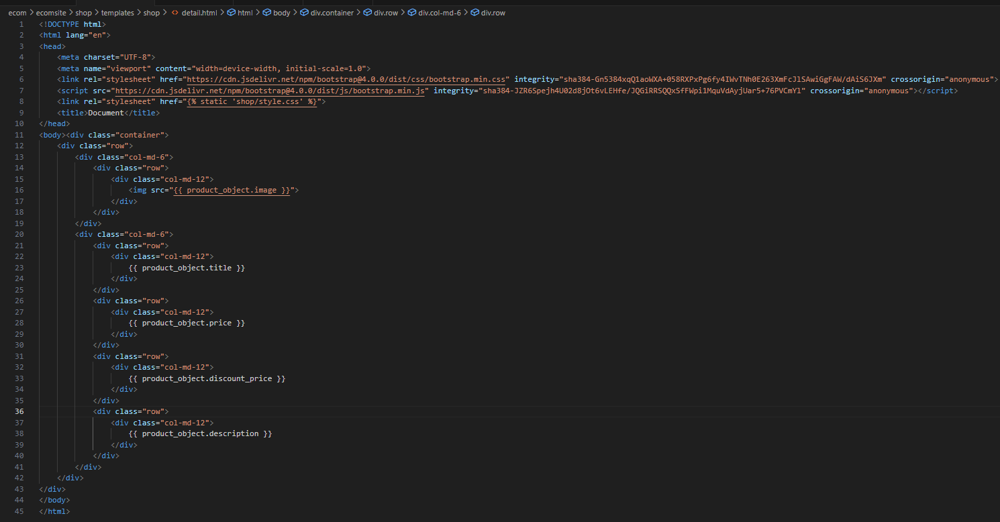 ecom > ecomsite > shop > templates > shop > <> detail.html > html > body > div.container > div.row > div.col-md-6 > div.row
1 <!DOCTYPE html>
2 <html lang="en">
3 <head>
4 <meta charset="UTF-8">
5 <meta name="viewport" content="width=device-width, initial-scale=1.0">
6 <link rel="stylesheet" href="https://cdn.jsdelivr.net/npm/bootstrap@4.0.0/dist/css/bootstrap.min.css" integrity="sha384-Gn5384xqQ1aoWXA+058RXPxPg6fy4IWvTNh0E263XmFcJlSAwiGgFAW/dAiS6JXm" crossorigin="anonymous">
7 <script src="https://cdn.jsdelivr.net/npm/bootstrap@4.0.0/dist/js/bootstrap.min.js" integrity="sha384-JZR6Spejh4U02d8jOt6vLEHfe/JQGiRRSQQxSfFWpi1MquVdAyjUar5+76PVCmYl" crossorigin="anonymous"></script>
8 <link rel="stylesheet" href="{% static 'shop/style.css' %}">
9 <title>Document</title>
10 </head>
11 <body><div class="container">
12 <div class="row">
13 <div class="col-md-6">
14 <div class="row">
15 <div class="col-md-12">
16 <img src="{{ product_object.image }}">
17 </div>
18 </div>
19 </div>
20 <div class="col-md-6">
21 <div class="row">
22 <div class="col-md-12">
23 {{ product_object.title }}
24 </div>
25 </div>
26 <div class="row">
27 <div class="col-md-12">
28 {{ product_object.price }}
29 </div>
30 </div>
31 <div class="row">
32 <div class="col-md-12">
33 {{ product_object.discount_price }}
34 </div>
35 </div>
36 <div class="row">
37 <div class="col-md-12">
38 {{ product_object.description }}
39 </div>
40 </div>
41 </div>
42 </div>
43 </div>
44 </body>
45 </html>